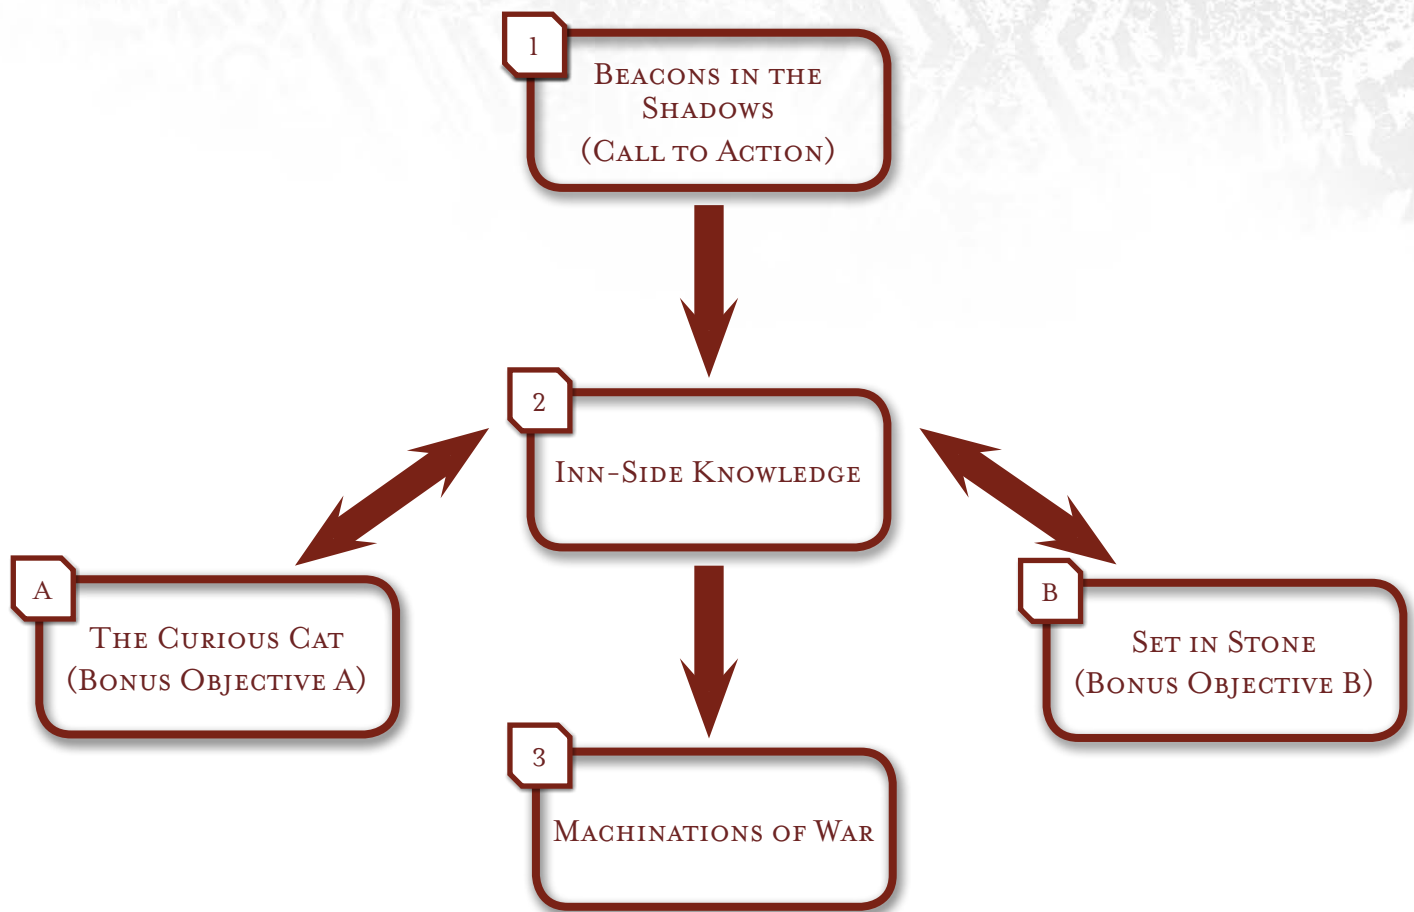 1
Beacons in the
Shadows
(Call to Action)
2
Inn-Side Knowledge
A
The Curious Cat
(Bonus Objective A)
B
Set in Stone
(Bonus Objective B)
3
Machinations of War